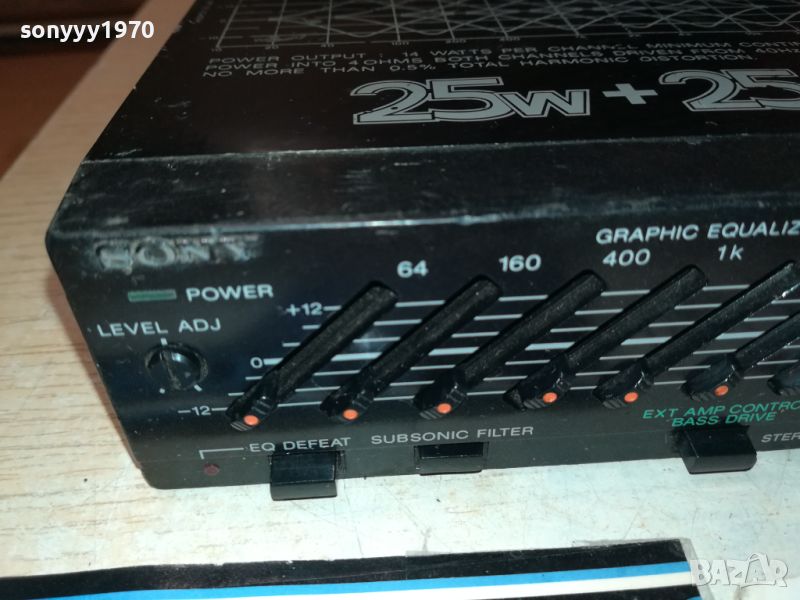 sonyyy1970
POWER OUTPUT : 14 WATTS PER CHANNEL MINIMUM CONTIN
POWER INTO 4 OHMS BOTH CHANNELS DRIVEN FROM
NO MORE THAN 0.5% TOTAL HARMONIC DISTORTION.
25W + 25
SONY
GRAPHIC EQUALIZ
64 160 400 1k
POWER
+12
LEVEL ADJ
0
-12
EXT AMP CONTRO
BASS DRIVE
EQ DEFEAT SUBSONIC FILTER STER
BAZAR